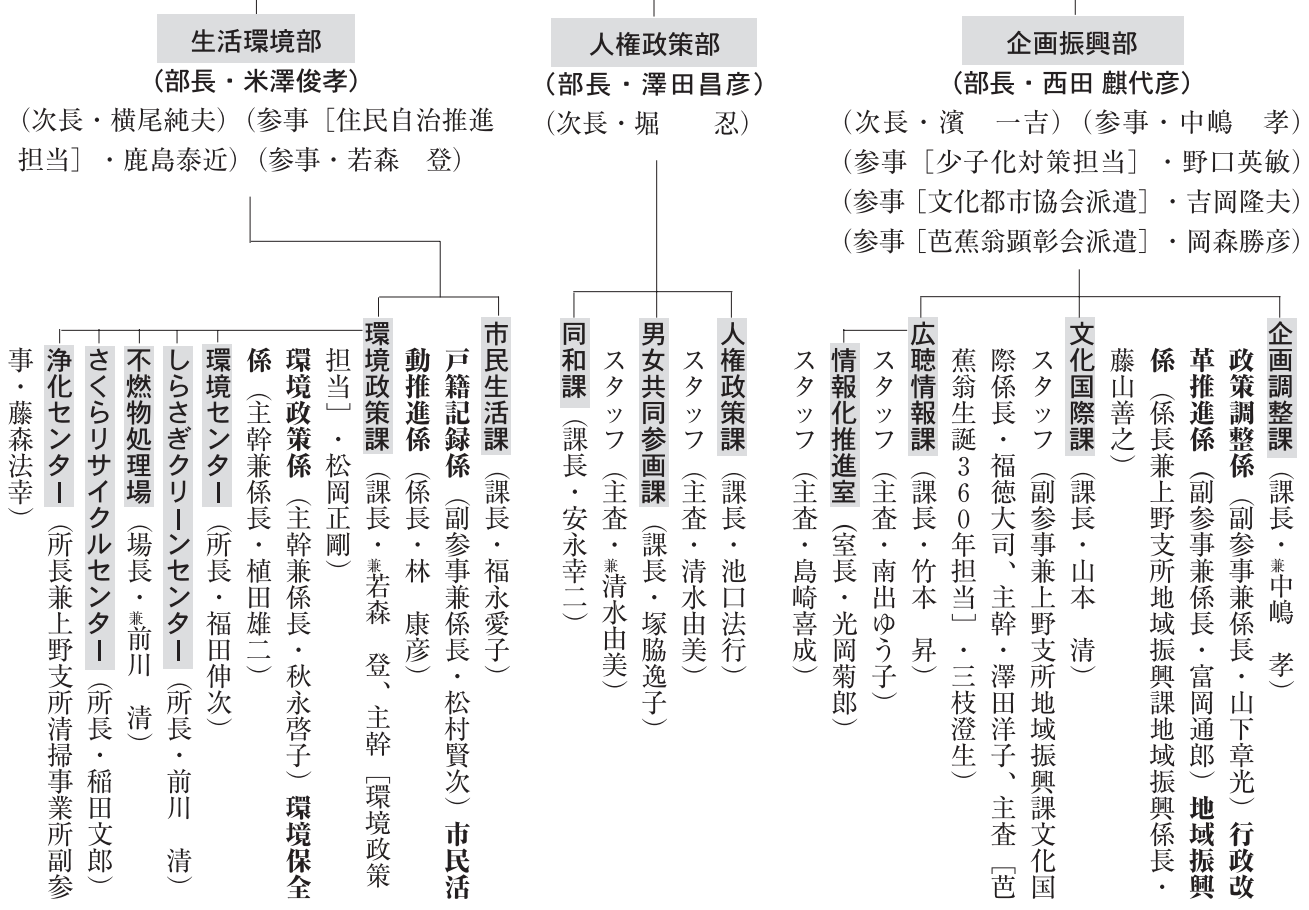 企画振興部
(部長・西田 麒代彦)
(次長・濱　一吉)(参事・中嶋　孝)
(参事［少子化対策担当］・野口英敏)
(参事［文化都市協会派遣］・吉岡隆夫)
(参事［芭蕉翁顕彰会派遣］・岡森勝彦)
企画調整課(課長・兼中嶋　孝)
政策調整係(副参事兼係長・山下章光)行政改
革推進係(副参事兼係長・富岡通郎)地域振興
係(係長兼上野支所地域振興課地域振興係長・
藤山善之)
文化国際課(課長・山本　清)
スタッフ(副参事兼上野支所地域振興課文化国
際係長・福徳大司、主幹・澤田洋子、主査［芭
蕉翁生誕360年担当］・三枝澄生)
広聴情報課(課長・竹本　昇)
スタッフ(主査・南出ゆう子)
情報化推進室(室長・光岡菊郎)
スタッフ(主査・島崎喜成)
人権政策部
(部長・澤田昌彦)
(次長・堀　　忍)
人権政策課(課長・池口法行)
スタッフ(主査・清水由美)
男女共同参画課(課長・塚脇逸子)
スタッフ(主査・兼清水由美)
同和課(課長・安永幸二)
生活環境部
(部長・米澤俊孝)
(次長・横尾純夫)(参事［住民自治推進
担当］・鹿島泰近)(参事・若森　登)
市民生活課(課長・福永愛子)
戸籍記録係(副参事兼係長・松村賢次)市民活
動推進係(係長・林　康彦)
環境政策課(課長・兼若森　登、主幹［環境政策
担当］・松岡正剛)
環境政策係(主幹兼係長・秋永啓子)環境保全
係(主幹兼係長・植田雄二)
環境センター(所長・福田伸次)
しらさぎクリーンセンター(所長・前川　清)
不燃物処理場(場長・兼前川　清)
さくらリサイクルセンター(所長・稲田文郎)
浄化センター(所長兼上野支所清掃事業所副参
事・藤森法幸)